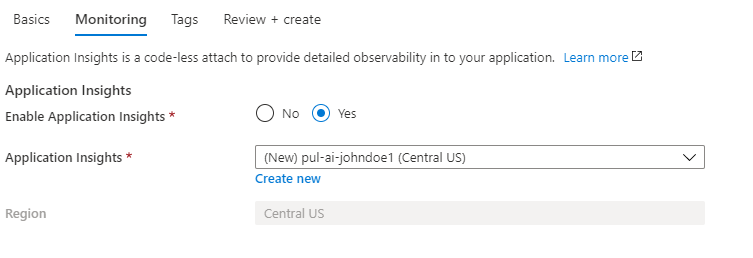 Basics Monitoring Tags Review + create
Application Insights is a code-less attach to provide detailed observability in to your application. Learn more
Application Insights
Enable Application Insights * No Yes
Application Insights * (New) pul-ai-johndoe1 (Central US)
Create new
Region Central US